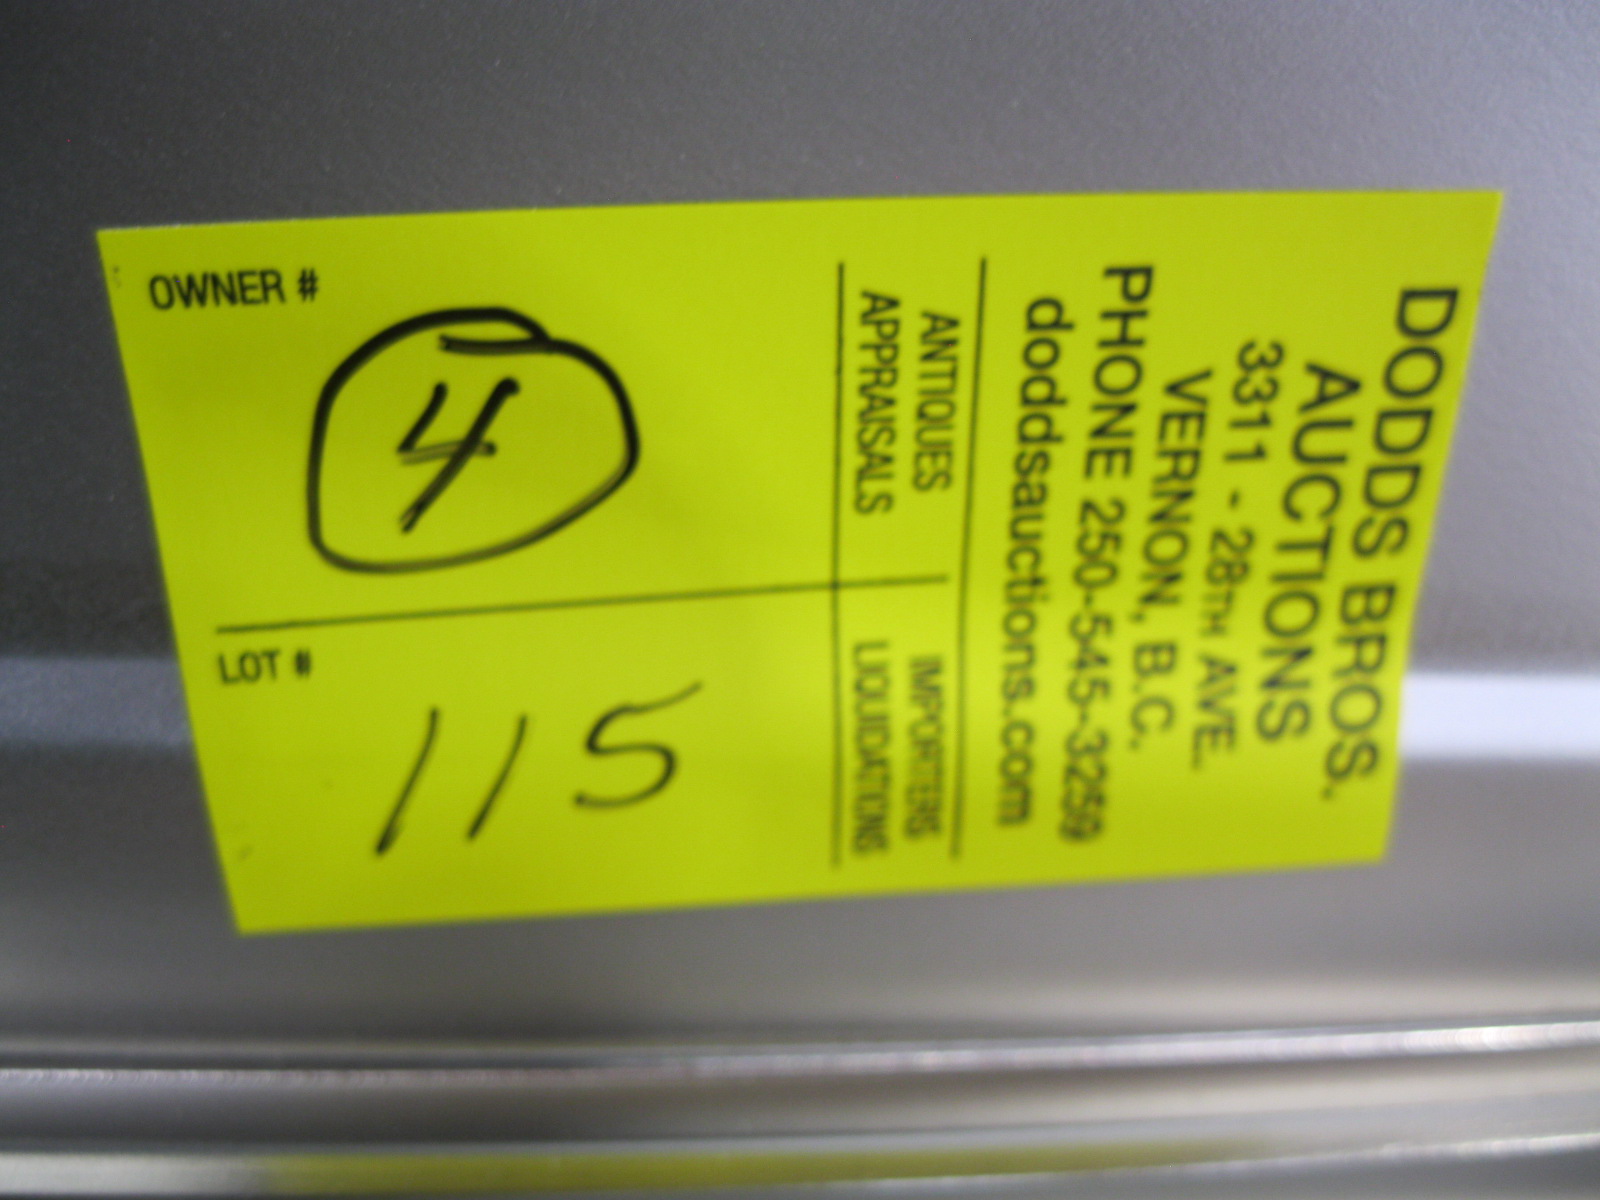 DODDS BROS.
AUCTIONS
3311 - 28TH AVE.
VERNON, B.C.
PHONE 250-545-3259
doddsauctions.com
ANTIQUES
APPRAISALS
IMPORTERS
LIQUIDATIONS
OWNER #
4
LOT #
115